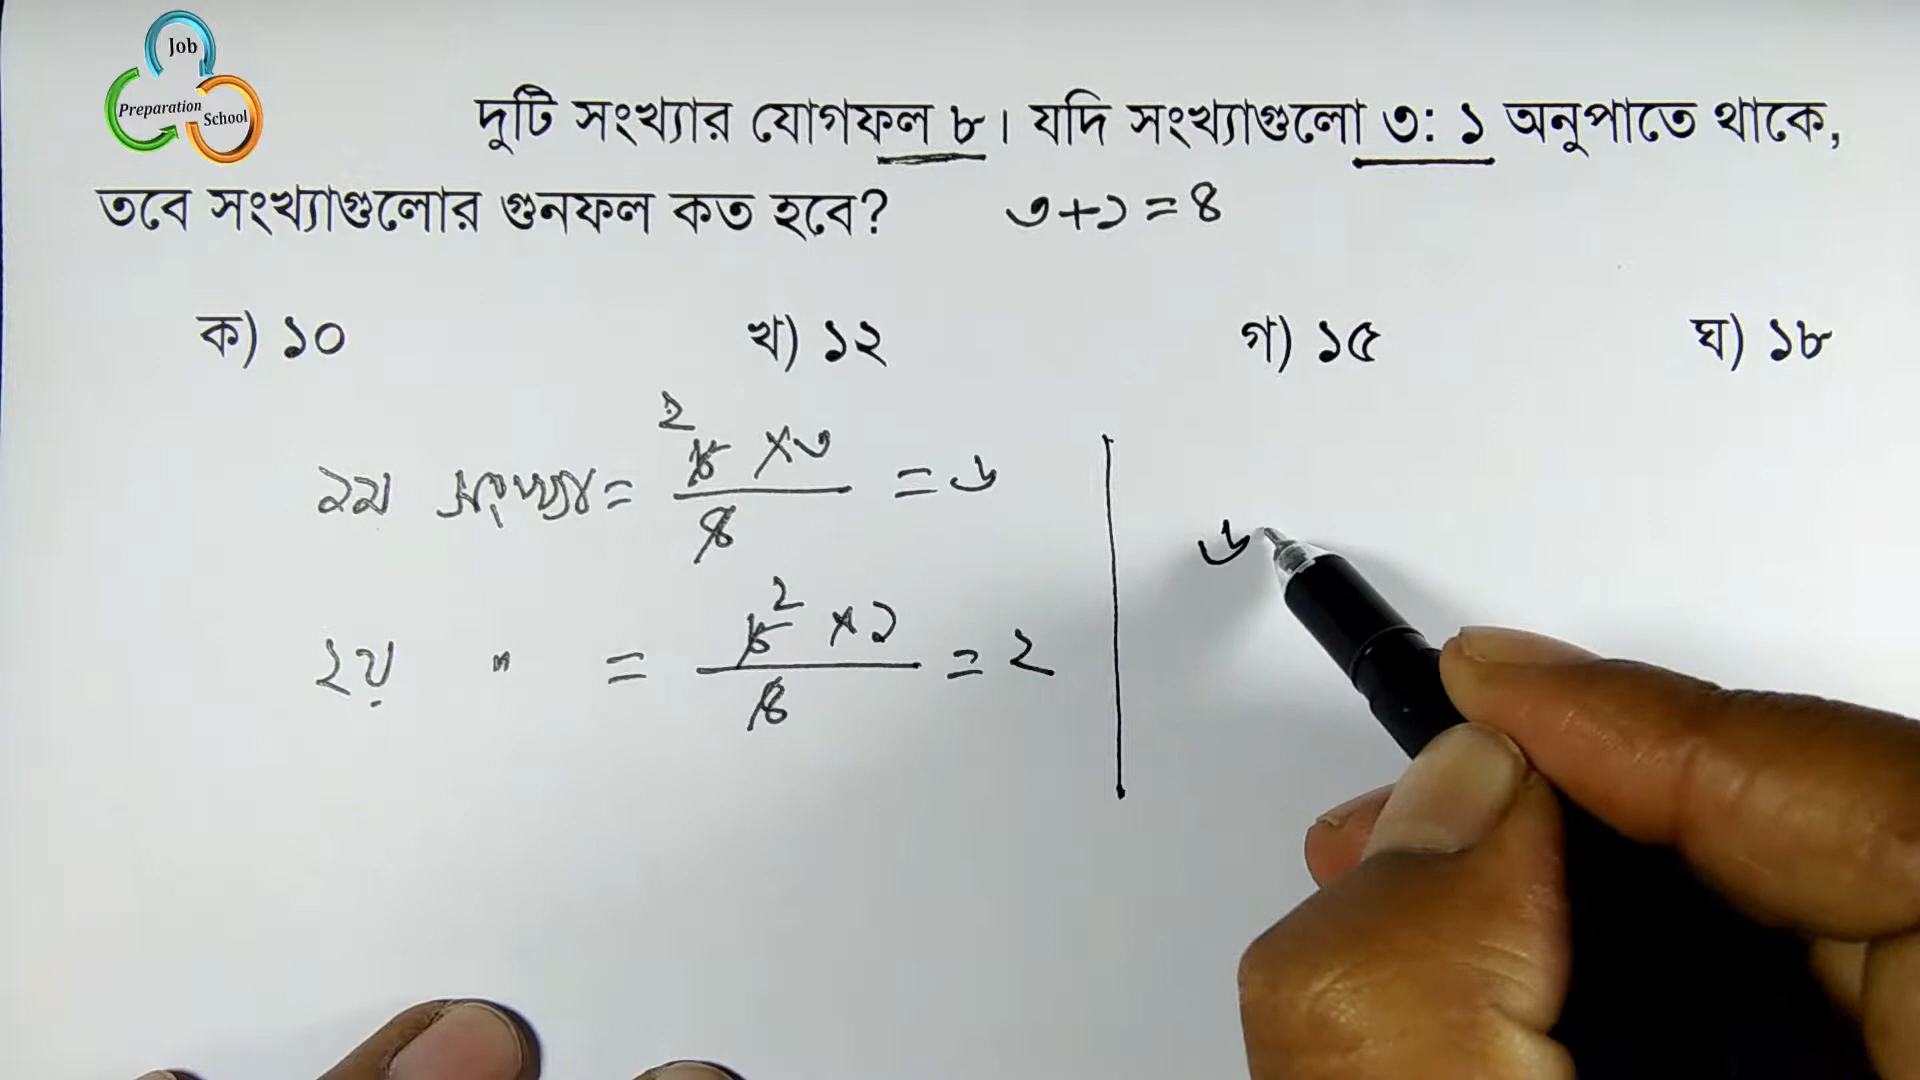 Job
Preparation
School
দুটি সংখ্যার যোগফল ৮। যদি সংখ্যাগুলো ৩: ১ অনুপাতে থাকে,
তবে সংখ্যাগুলোর গুনফল কত হবে? ৩+১=৪
ক) ১০ খ) ১২ গ) ১৫ ঘ) ১৮
২
১ম সংখ্যা= ৮ ×৩ =৬
৪
৬
২
২য় " = ৮ ×১ =২
৪